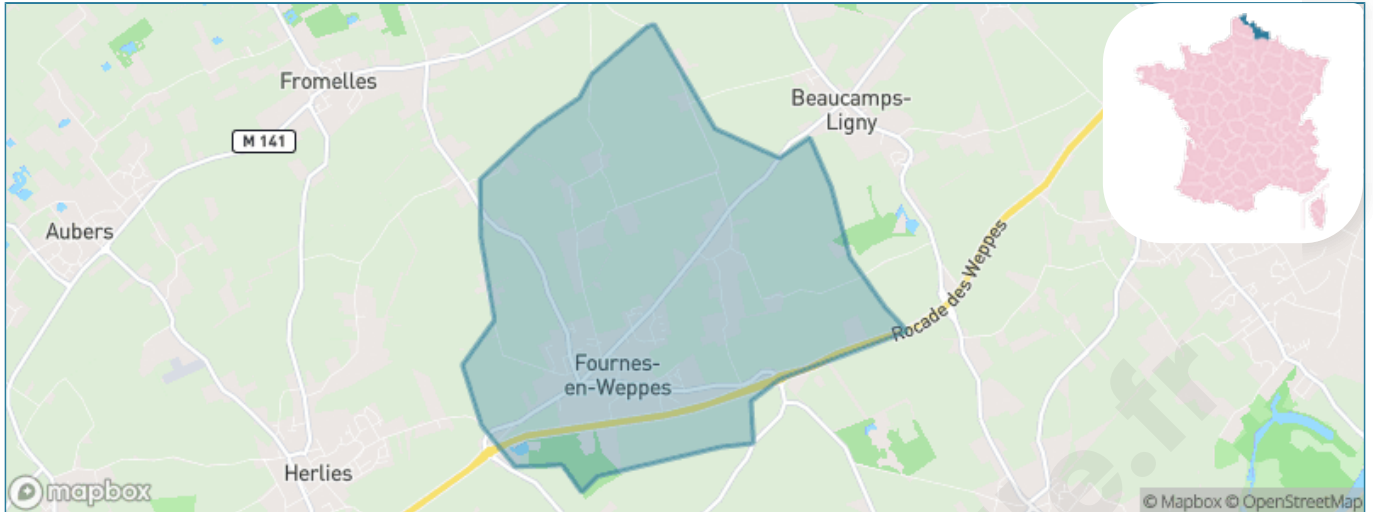 Fromelles
Beaucamps-
Ligny
M 141
Aubers
Rocade des Weppes
Fournes-
en-Weppes
Herlies
mapbox
© Mapbox © OpenStreetMap